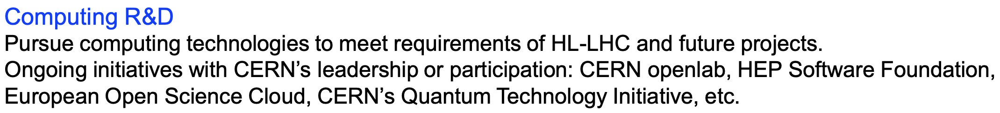 Computing R&D
Pursue computing technologies to meet requirements of HL-LHC and future projects.
Ongoing initiatives with CERN’s leadership or participation: CERN openlab, HEP Software Foundation,
European Open Science Cloud, CERN’s Quantum Technology Initiative, etc.